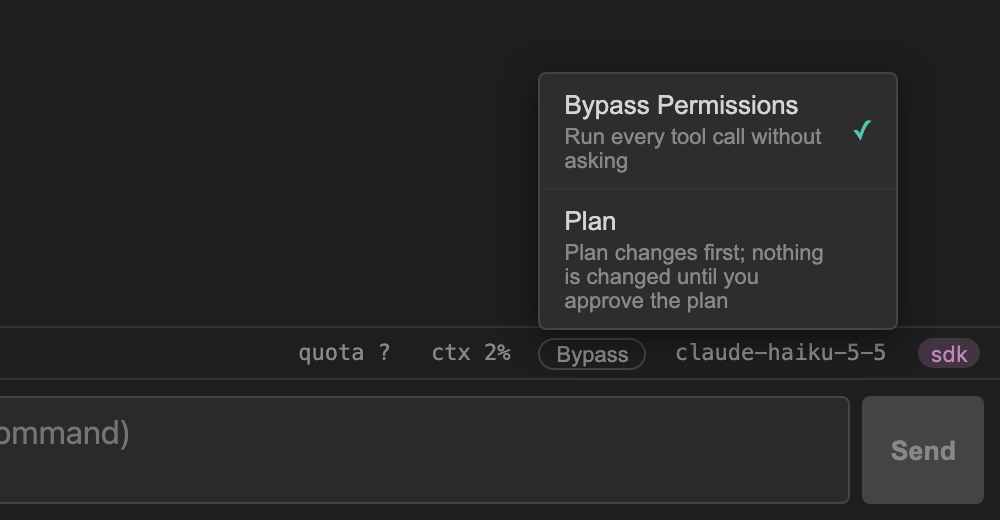 Bypass Permissions
Run every tool call without
asking
✓
Plan
Plan changes first; nothing
is changed until you
approve the plan
quota ? ctx 2% Bypass claude-haiku-5-5 sdk
ommand)
Send